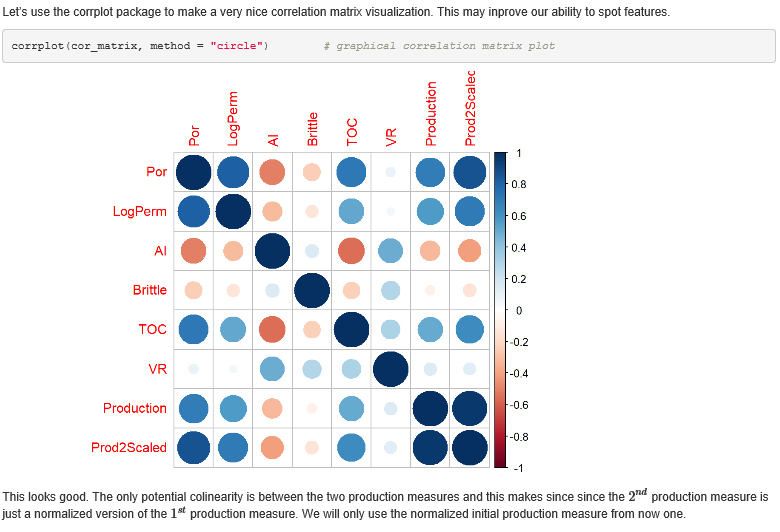 Let's use the corrplot package to make a very nice correlation matrix visualization. This may inprove our ability to spot features.
corrplot(cor_matrix, method = "circle")          # graphical correlation matrix plot
Por LogPerm AI Brittle TOC VR Production Prod2Scaled
Por
LogPerm
AI
Brittle
TOC
VR
Production
Prod2Scaled
1
0.8
0.6
0.4
0.2
0
-0.2
-0.4
-0.6
-0.8
-1
This looks good. The only potential colinearity is between the two production measures and this makes since since the 2nd production measure is
just a normalized version of the 1st production measure. We will only use the normalized initial production measure from now one.